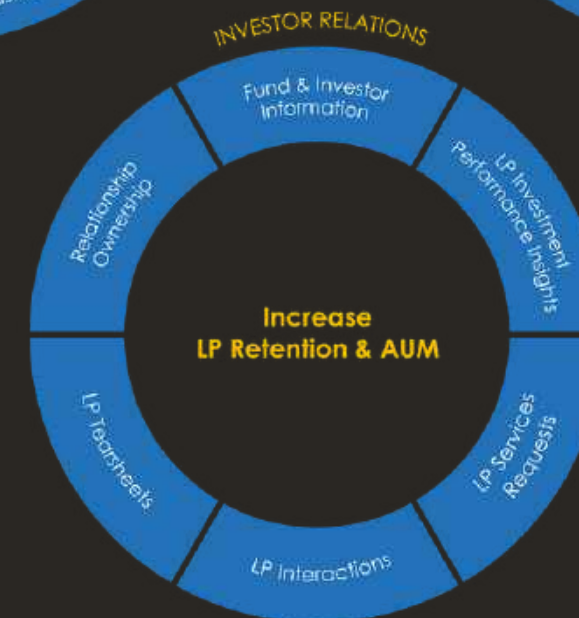 INVESTOR RELATIONS
Fund & Investor
Information
LP Investment
Performance Insights
LP Services
Requests
LP Interactions
LP Tearsheets
Relationship
Ownership
Increase
LP Retention & AUM